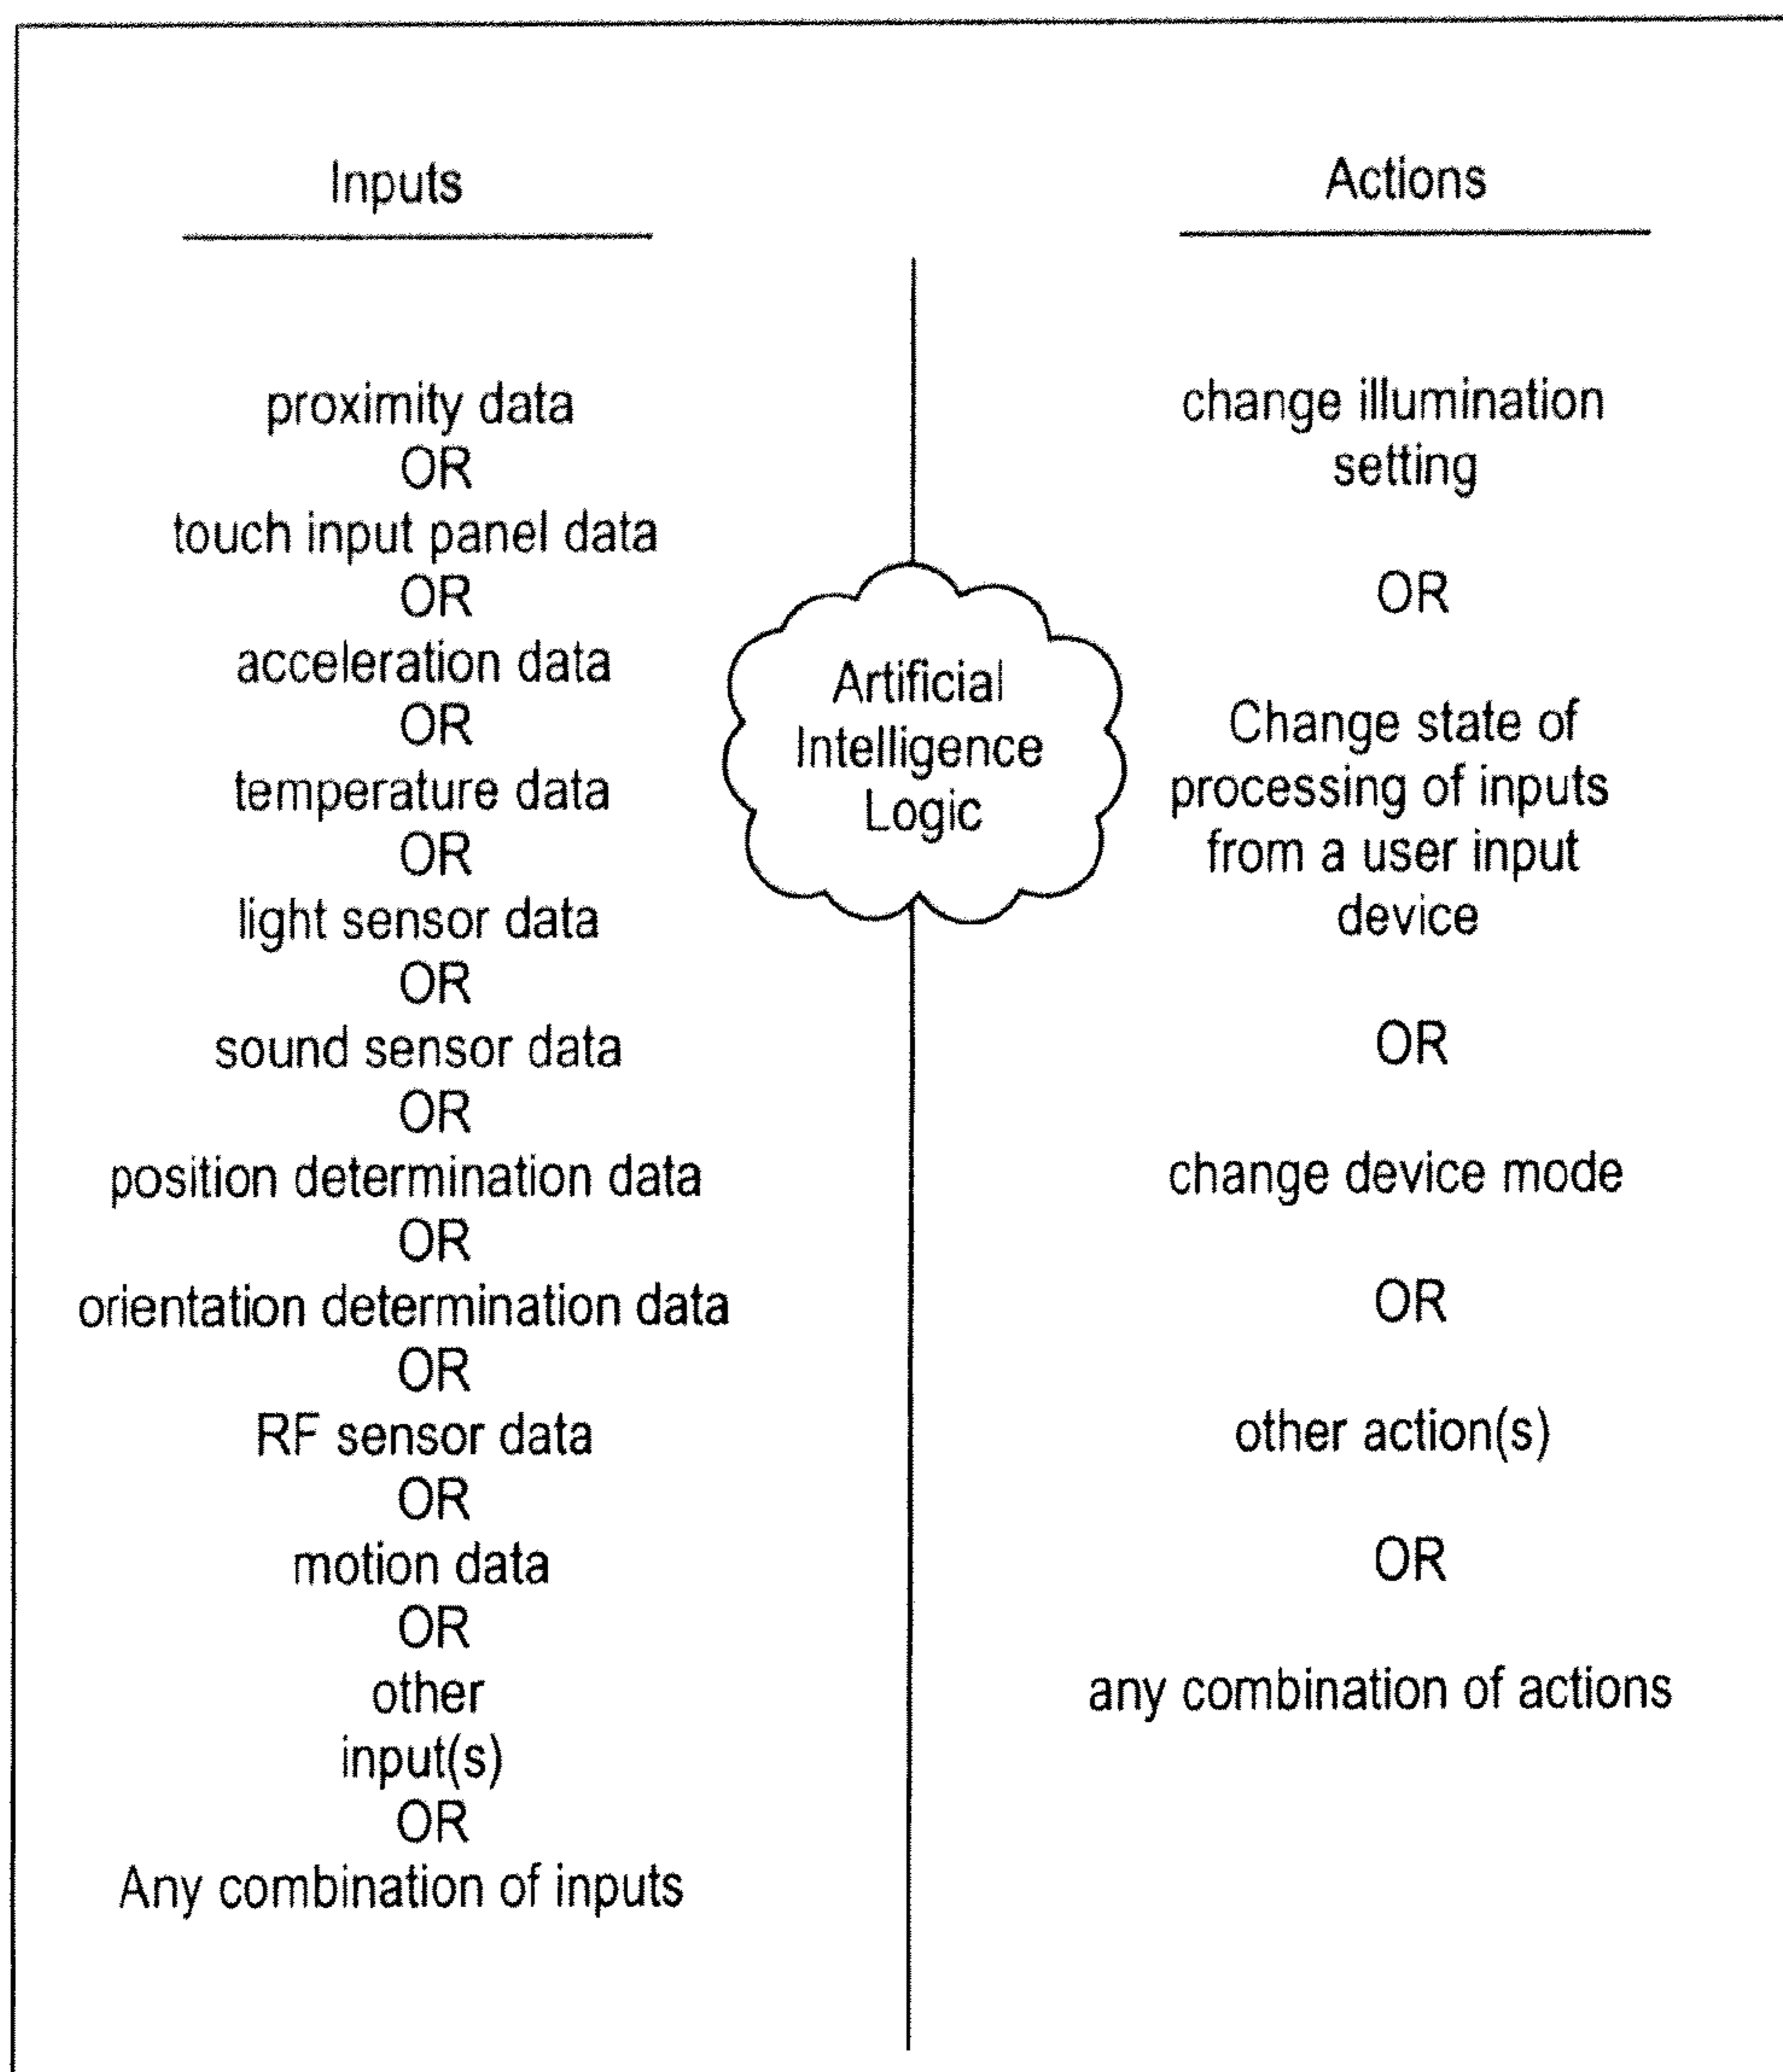 Inputs
proximity data
OR
touch input panel data
OR
acceleration data
OR
temperature data
OR
light sensor data
OR
sound sensor data
OR
position determination data
OR
orientation determination data
OR
RF sensor data
OR
motion data
OR
other
input(s)
OR
Any combination of inputs
Artificial
Intelligence
Logic
Actions
change illumination
setting
OR
Change state of
processing of inputs
from a user input
device
OR
change device mode
OR
other action(s)
OR
any combination of actions